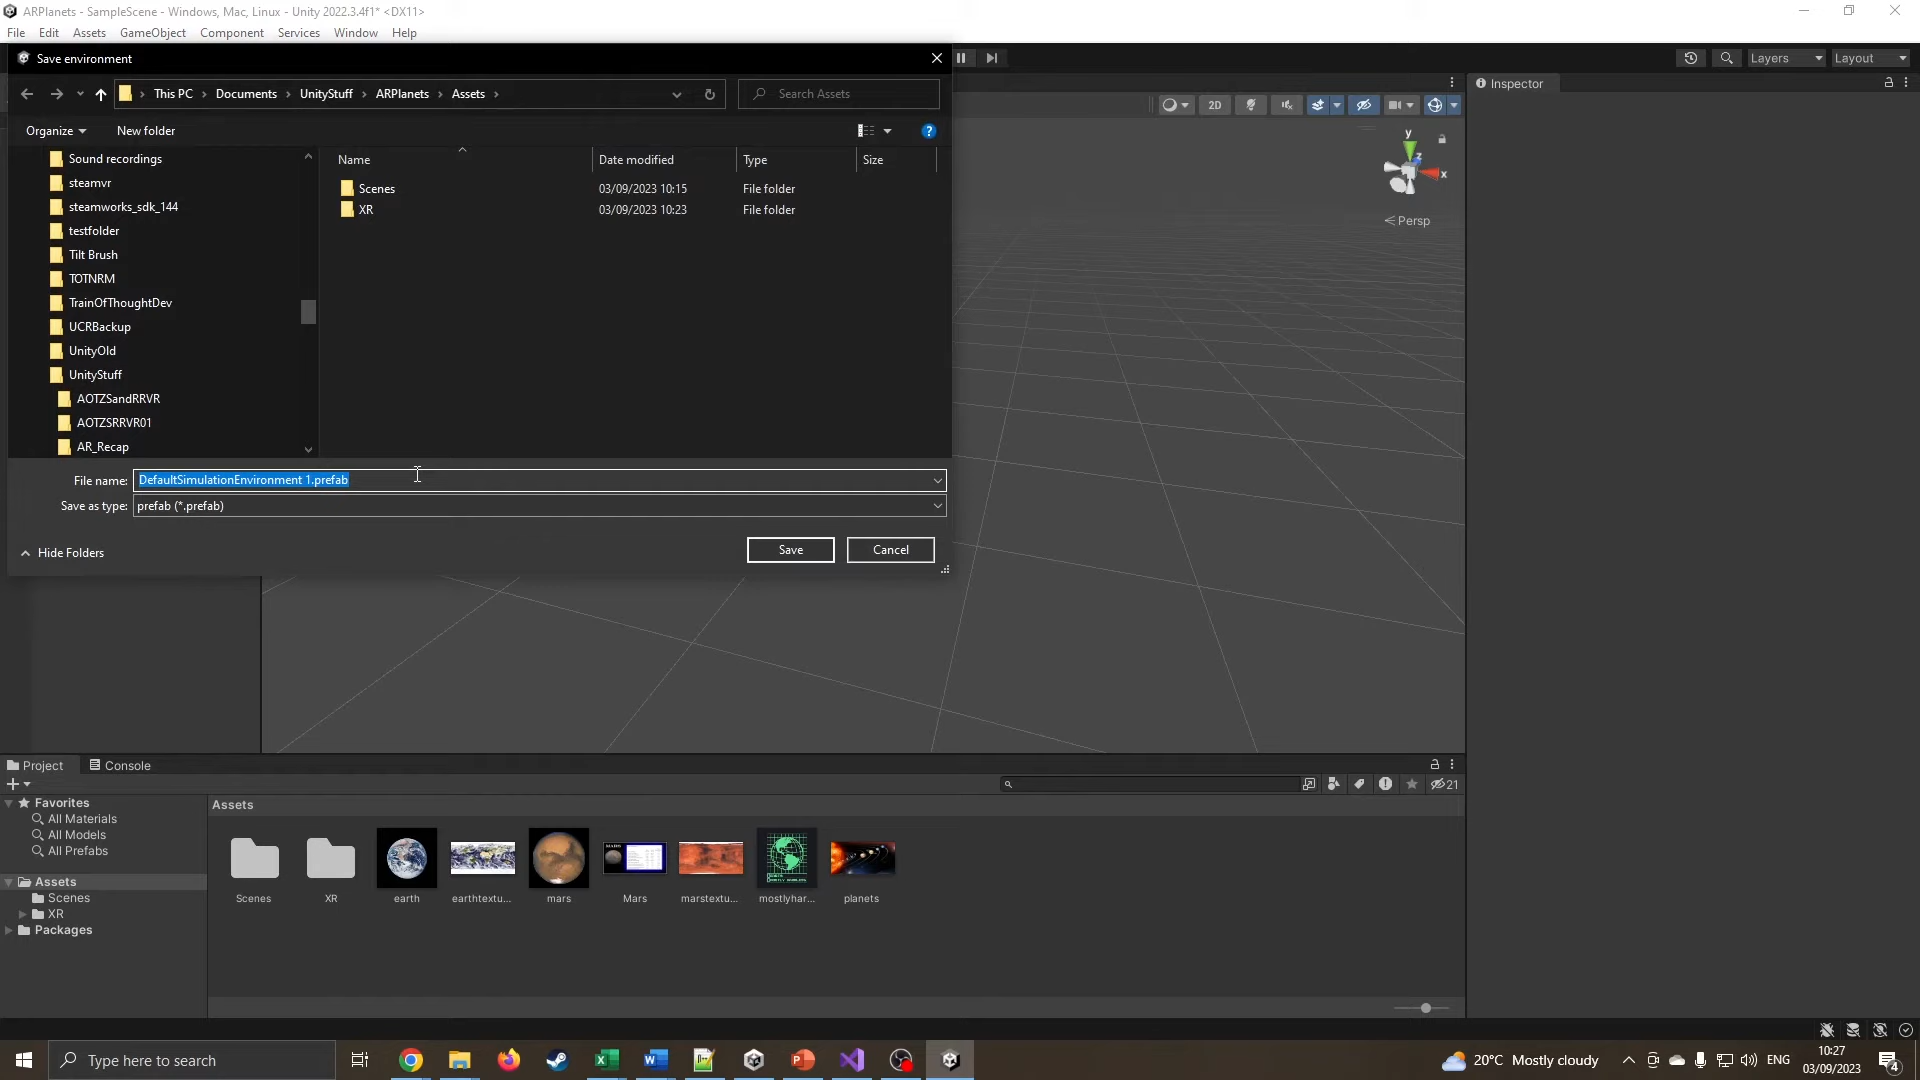 ARPlanets - SampleScene - Windows, Mac, Linux - Unity 2022.3.4f1* <DX11>
File Edit Assets GameObject Component Services Window Help
Save environment
Layers Layout
This PC > Documents > UnityStuff > ARPlanets > Assets >
Search Assets
2D
Inspector
Organize New folder
Name Date modified Type Size
Sound recordings
steamvr
steamworks_sdk_144
testfolder
Tilt Brush
TOTNRM
TrainOfThoughtDev
UCRBackup
UnityOld
UnityStuff
AOTZSandRRVR
AOTZSRRVR01
AR_Recap
Scenes 03/09/2023 10:15 File folder
XR 03/09/2023 10:23 File folder
y
z
x
< Persp
File name: DefaultSimulationEnvironment 1.prefab
Save as type: prefab (*.prefab)
Hide Folders
Save Cancel
Project Console
21
Favorites
All Materials
All Models
All Prefabs
Assets
Scenes
XR
Packages
Assets
Scenes XR earth earthtextu... mars Mars marstextu... mostlyhar... planets
MARS
Type here to search
20°C Mostly cloudy
ENG
10:27
03/09/2023
4